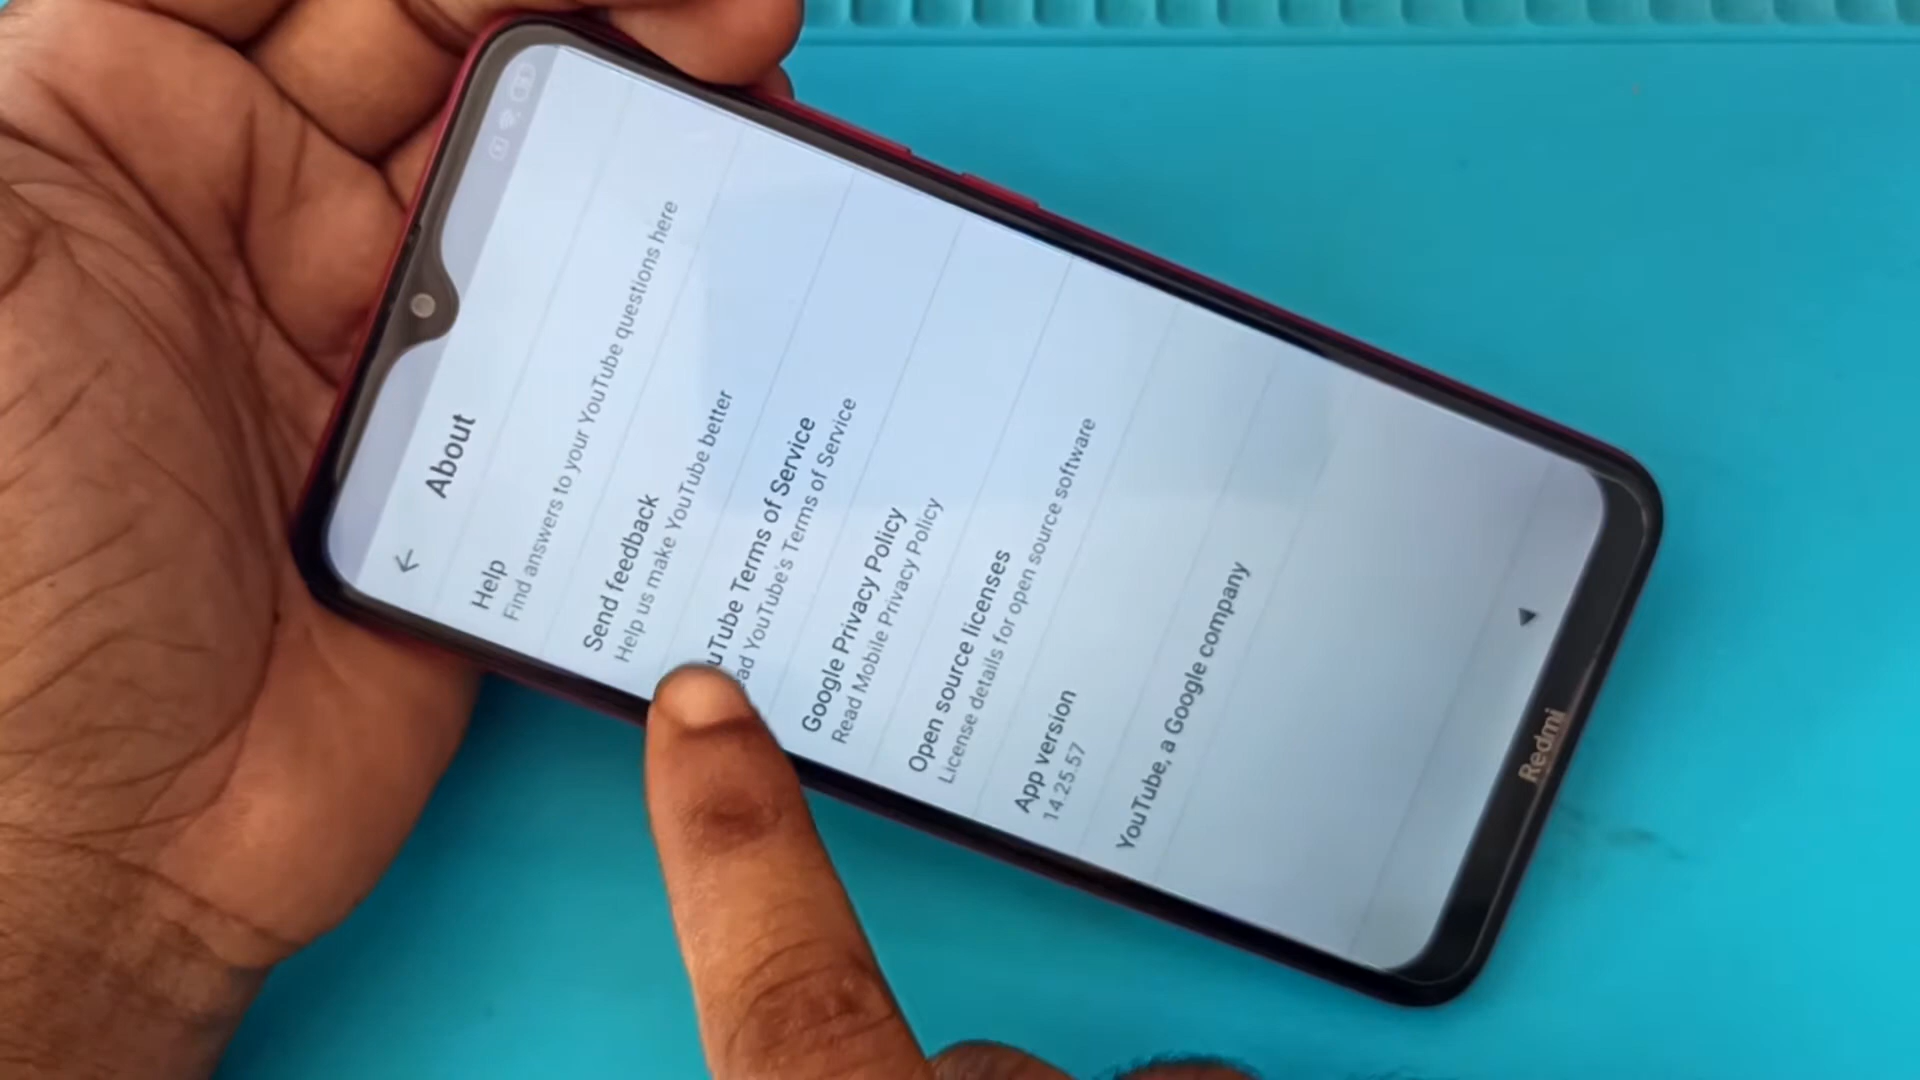 About
Help
Find answers to your YouTube questions here
Send feedback
Help us make YouTube better
uTube Terms of Service
ad YouTube's Terms of Service
Google Privacy Policy
Read Mobile Privacy Policy
Open source licenses
License details for open source software
App version
14.25.57
YouTube, a Google company
Redmi